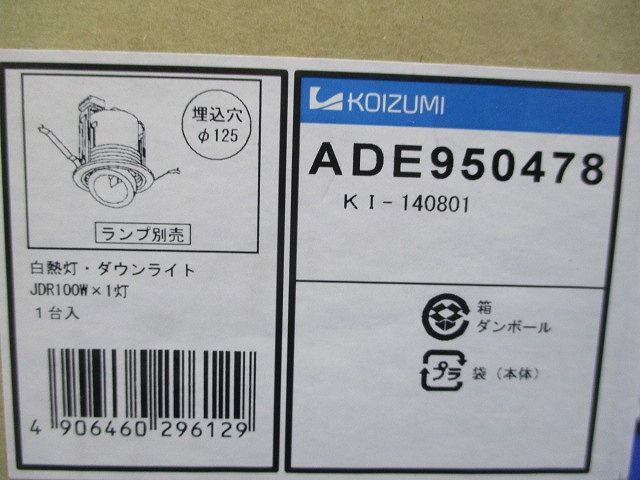 埋込穴
φ125
ランプ別売
白熱灯・ダウンライト
JDR100W×1灯
1台入
4 906460 296129
KOIZUMI
ADE950478
KI-140801
箱
ダンボール
プラ
袋（本体）